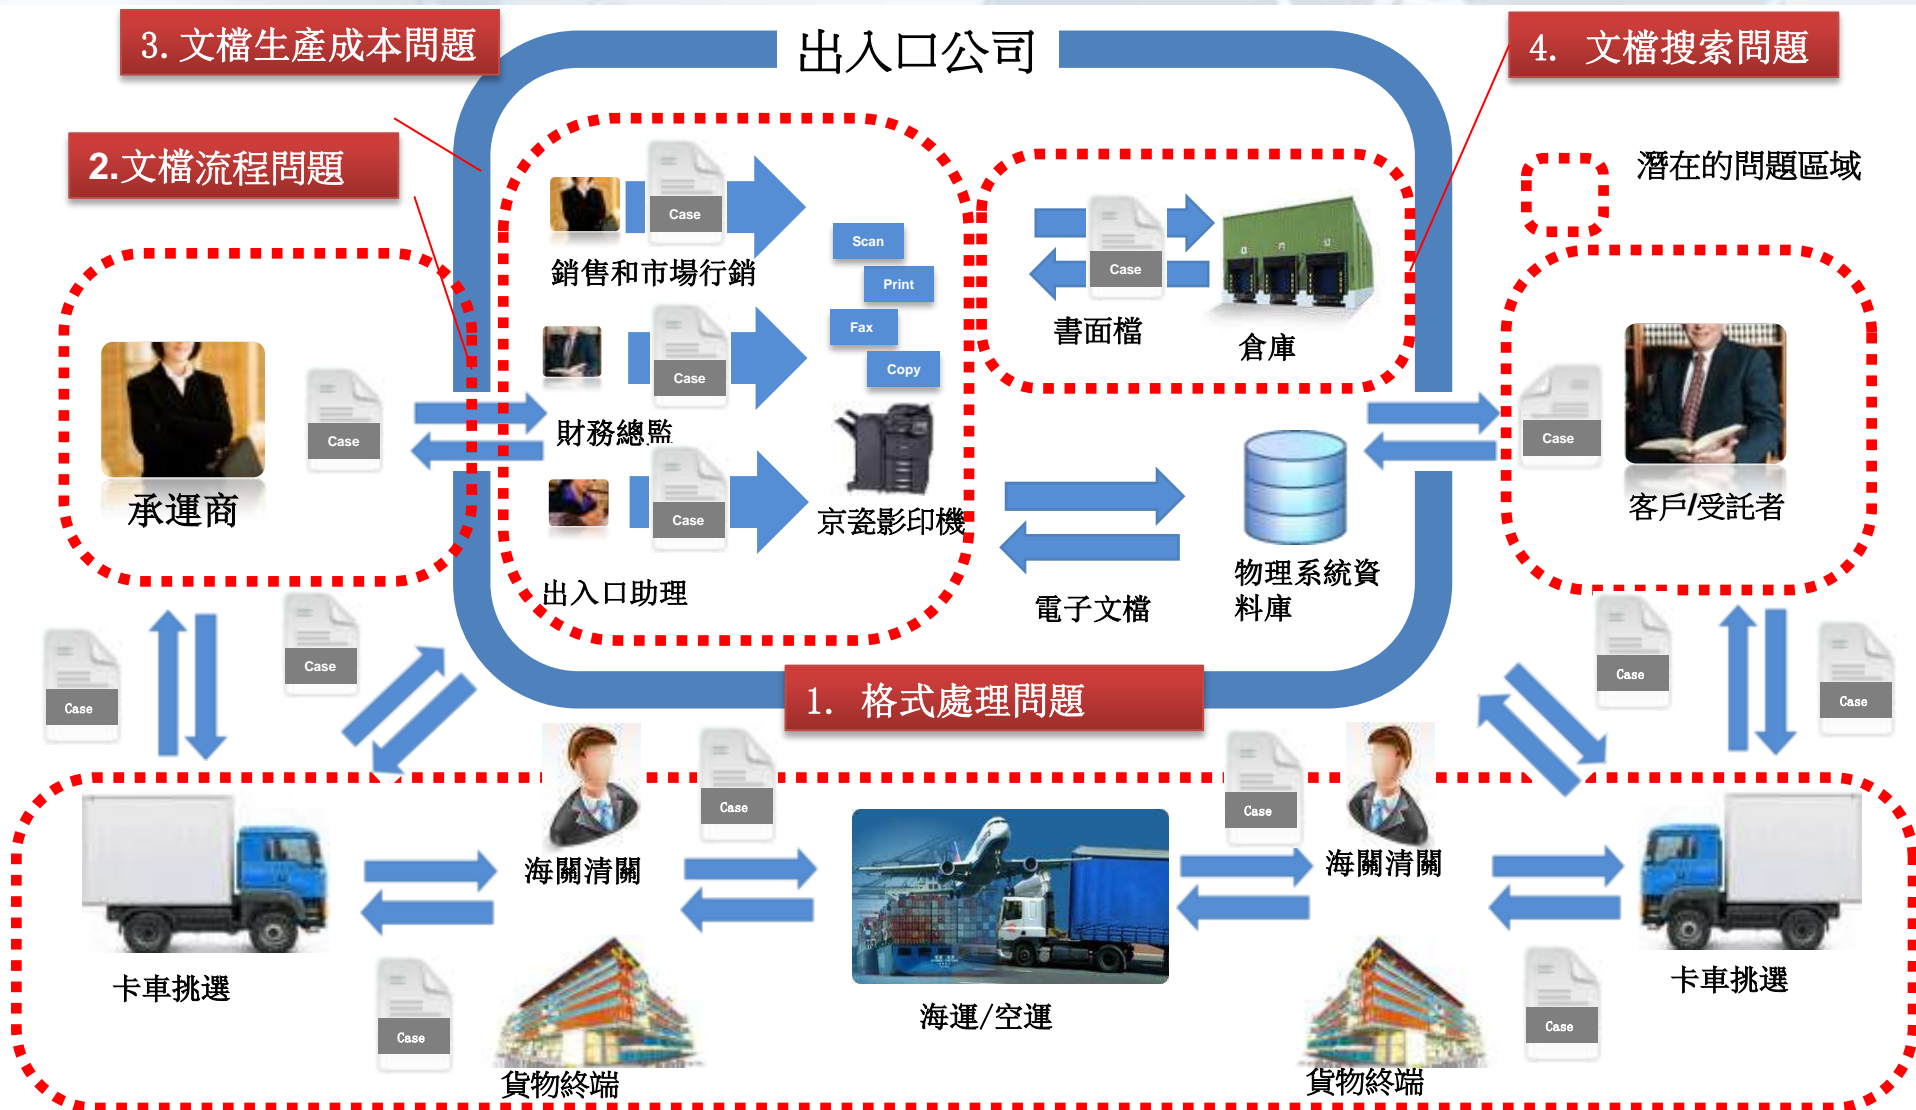 3. 文檔生產成本問題
出入口公司
4. 文檔搜索問題
2.文檔流程問題
潛在的問題區域
Case
銷售和市場行銷
Scan
Print
Fax
Copy
Case
書面檔
倉庫
Case
財務總監
Case
出入口助理
京瓷影印機
電子文檔
物理系統資
料庫
Case
承運商
Case
客戶/受託者
Case
Case
Case
Case
1. 格式處理問題
Case
Case
海關清關
海關清關
卡車挑選
Case
貨物終端
海運/空運
貨物終端
Case
卡車挑選